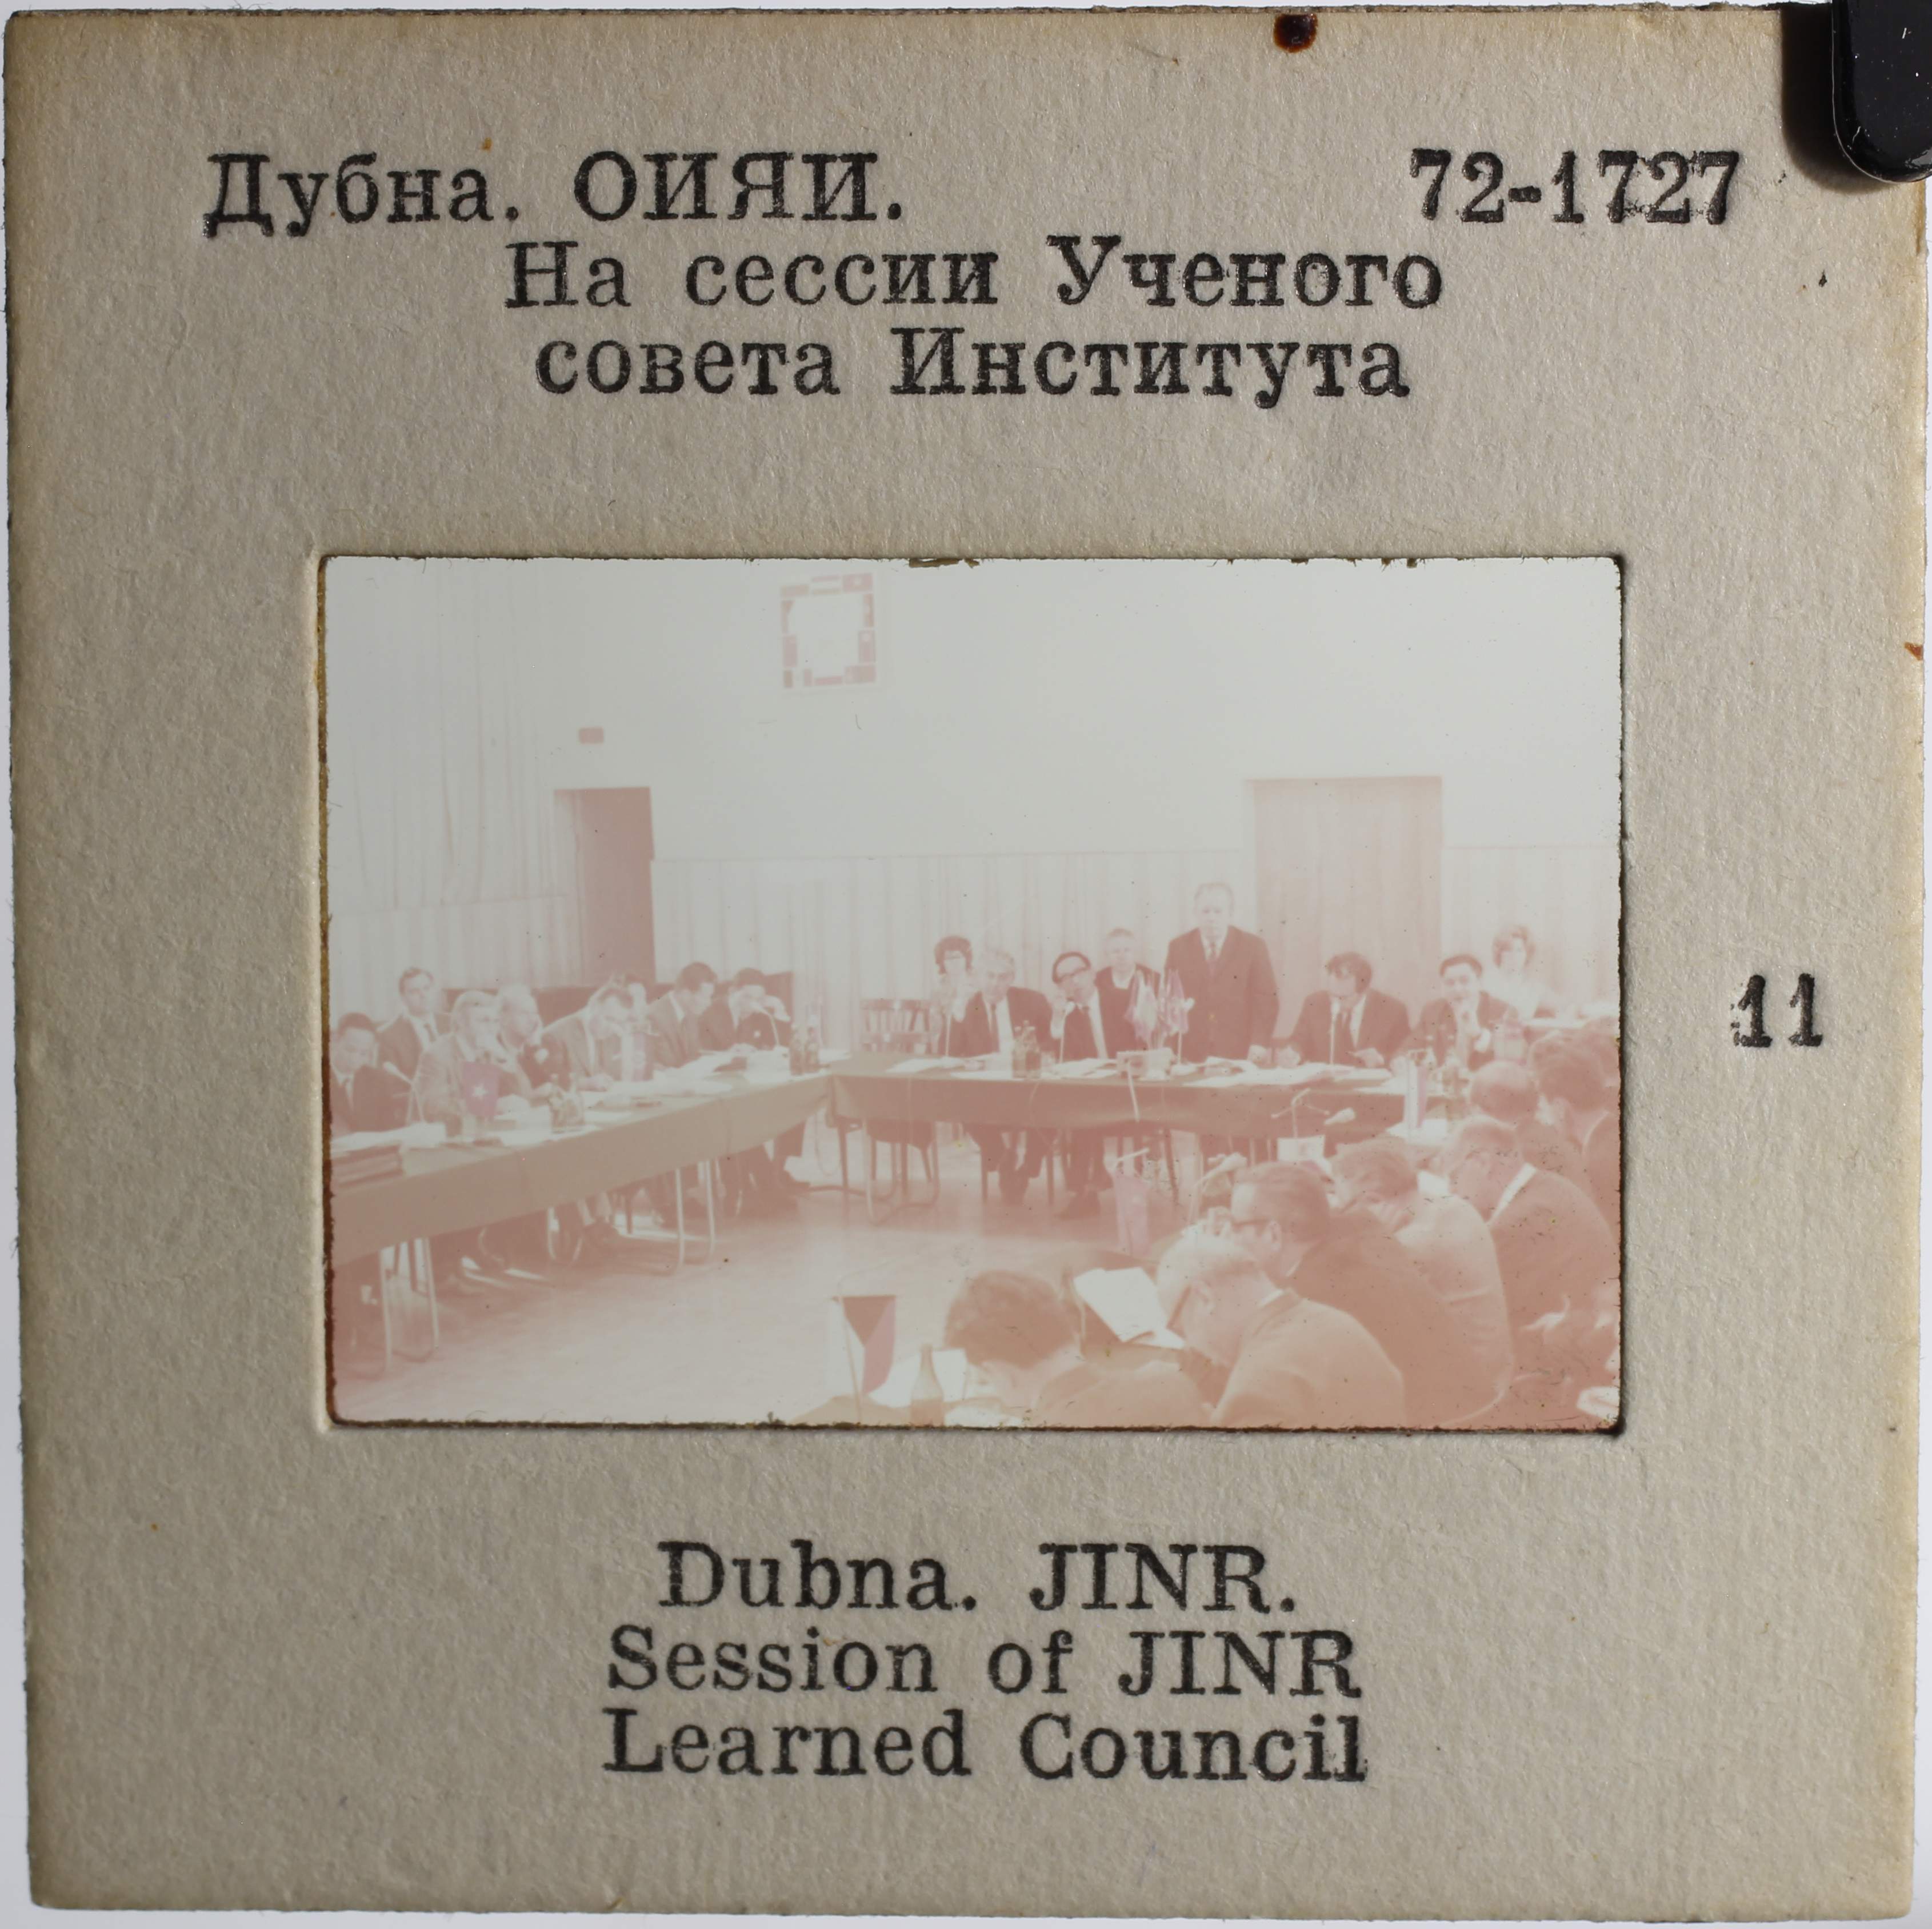 Дубна. ОИЯИ. 72-1727
На сессии Ученого
совета Института
11
Dubna. JINR.
Session of JINR
Learned Council